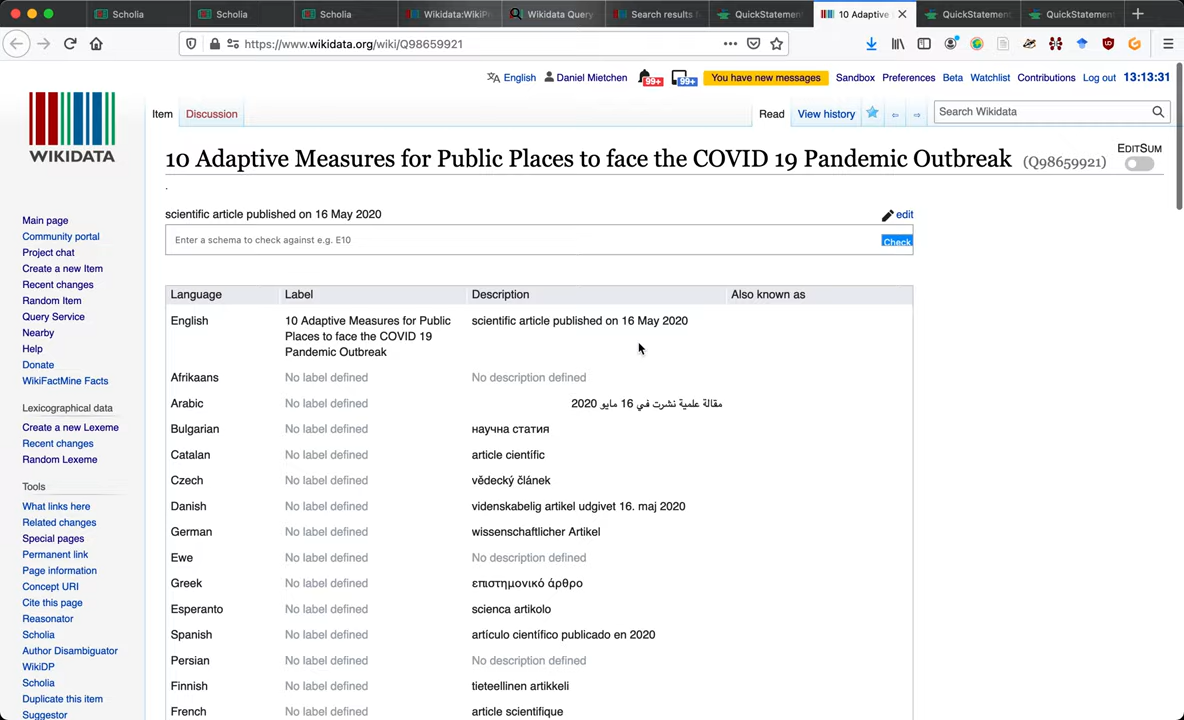 Scholia
Scholia
Scholia
Wikidata:WikiPr
Wikidata Query
Search results f
QuickStatement
10 Adaptive
QuickStatement
QuickStatement
https://www.wikidata.org/wiki/Q98659921
English
Daniel Mietchen
99+
99+
You have new messages
Sandbox
Preferences
Beta
Watchlist
Contributions
Log out
13:13:31
WIKIDATA
Item
Discussion
Read
View history
Search Wikidata
10 Adaptive Measures for Public Places to face the COVID 19 Pandemic Outbreak (Q98659921)
EDITSUM
scientific article published on 16 May 2020
edit
Enter a schema to check against e.g. E10
Check
Language Label Description Also known as
English 10 Adaptive Measures for Public scientific article published on 16 May 2020
Places to face the COVID 19
Pandemic Outbreak
Afrikaans No label defined No description defined
Arabic No label defined مقالة علمية نشرت في 16 مايو 2020
Bulgarian No label defined научна статия
Catalan No label defined article científic
Czech No label defined vědecký článek
Danish No label defined videnskabelig artikel udgivet 16. maj 2020
German No label defined wissenschaftlicher Artikel
Ewe No label defined No description defined
Greek No label defined επιστημονικό άρθρο
Esperanto No label defined scienca artikolo
Spanish No label defined artículo científico publicado en 2020
Persian No label defined No description defined
Finnish No label defined tieteellinen artikkeli
French No label defined article scientifique
Main page
Community portal
Project chat
Create a new Item
Recent changes
Random Item
Query Service
Nearby
Help
Donate
WikiFactMine Facts
Lexicographical data
Create a new Lexeme
Recent changes
Random Lexeme
Tools
What links here
Related changes
Special pages
Permanent link
Page information
Concept URI
Cite this page
Reasonator
Scholia
Author Disambiguator
WikiDP
Scholia
Duplicate this item
Suggestor